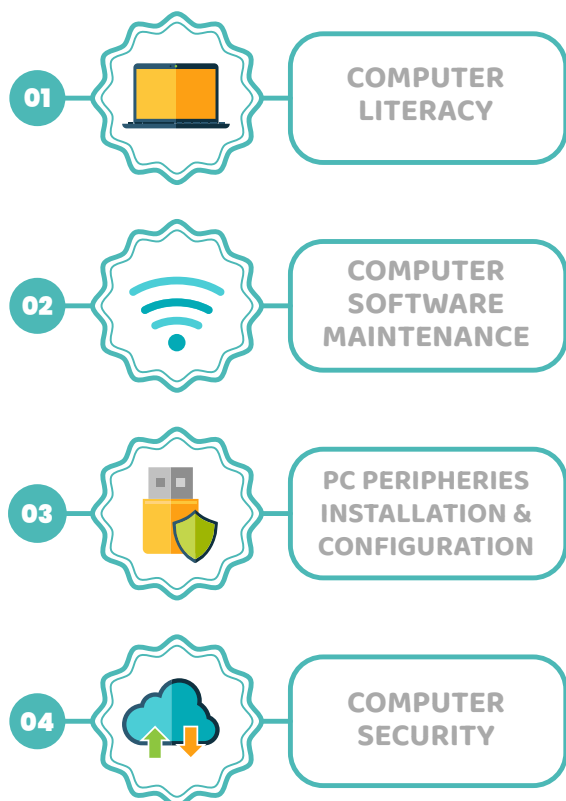 01
COMPUTER
LITERACY
02
COMPUTER
SOFTWARE
MAINTENANCE
03
PC PERIPHERIES
INSTALLATION &
CONFIGURATION
04
COMPUTER
SECURITY